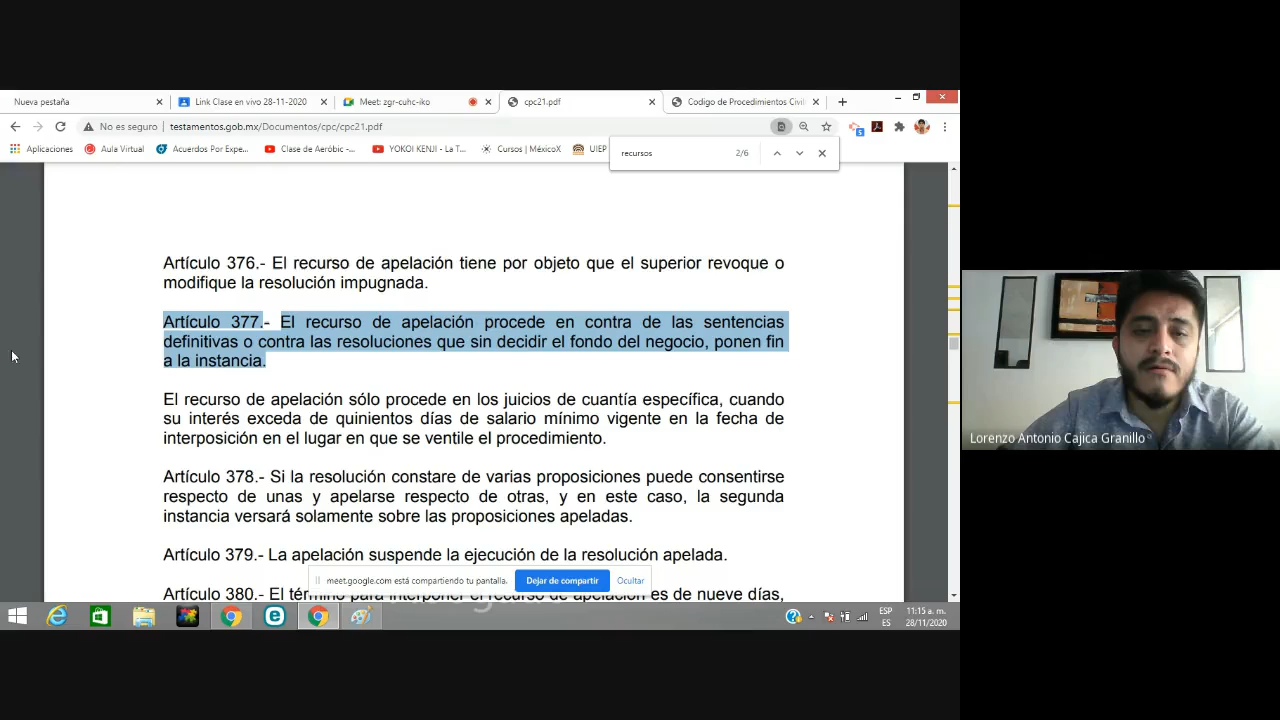 Nueva pestaña
Link Clase en vivo 28-11-2020
Meet: zgr-cuhc-iko
cpc21.pdf
Codigo de Procedimientos Civil
No es seguro
testamentos.gob.mx/Documentos/cpc/cpc21.pdf
5
Aplicaciones
Aula Virtual
Acuerdos Por Expe...
Clase de Aeróbic -...
YOKOI KENJI - La T...
Cursos | MéxicoX
UIEP
recursos
2/6
Artículo 376.- El recurso de apelación tiene por objeto que el superior revoque o
modifique la resolución impugnada.
Artículo 377.- El recurso de apelación procede en contra de las sentencias
definitivas o contra las resoluciones que sin decidir el fondo del negocio, ponen fin
a la instancia.
El recurso de apelación sólo procede en los juicios de cuantía específica, cuando
su interés exceda de quinientos días de salario mínimo vigente en la fecha de
interposición en el lugar en que se ventile el procedimiento.
Artículo 378.- Si la resolución constare de varias proposiciones puede consentirse
respecto de unas y apelarse respecto de otras, y en este caso, la segunda
instancia versará solamente sobre las proposiciones apeladas.
Artículo 379.- La apelación suspende la ejecución de la resolución apelada.
Artículo 380.- El término para interponer el recurso de apelación es de nueve días,
meet.google.com está compartiendo tu pantalla.
Dejar de compartir
Ocultar
Lorenzo Antonio Cajica Granillo
ESP
ES
11:15 a. m.
28/11/2020